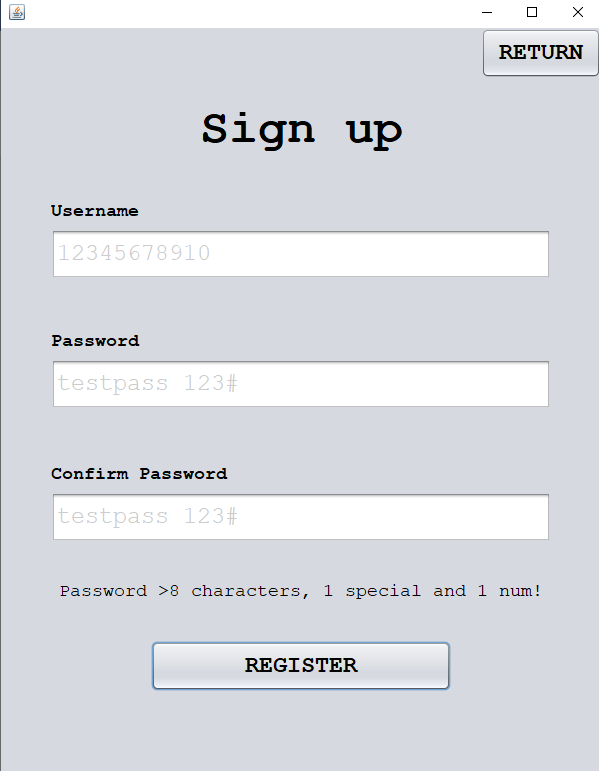 RETURN
Sign up
Username
12345678910
Password
testpass 123#
Confirm Password
testpass 123#
Password >8 characters, 1 special and 1 num!
REGISTER